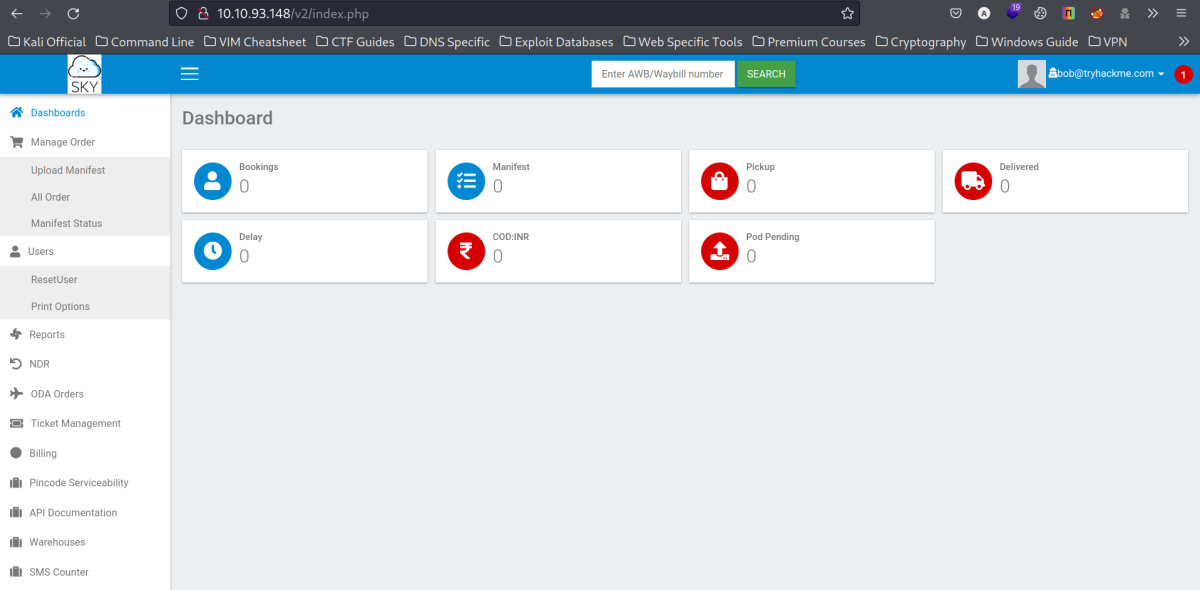 10.10.93.148/v2/index.php
19
A
Kali Official Command Line VIM Cheatsheet CTF Guides DNS Specific Exploit Databases Web Specific Tools Premium Courses Cryptography Windows Guide VPN
SKY
Enter AWB/Waybill number SEARCH
bob@tryhackme.com
1
Dashboards
Manage Order
Upload Manifest
All Order
Manifest Status
Users
ResetUser
Print Options
Reports
NDR
ODA Orders
Ticket Management
Billing
Pincode Serviceability
API Documentation
Warehouses
SMS Counter
Dashboard
Bookings
0
Manifest
0
Pickup
0
Delivered
0
Delay
0
COD:INR
₹
0
Pod Pending
0